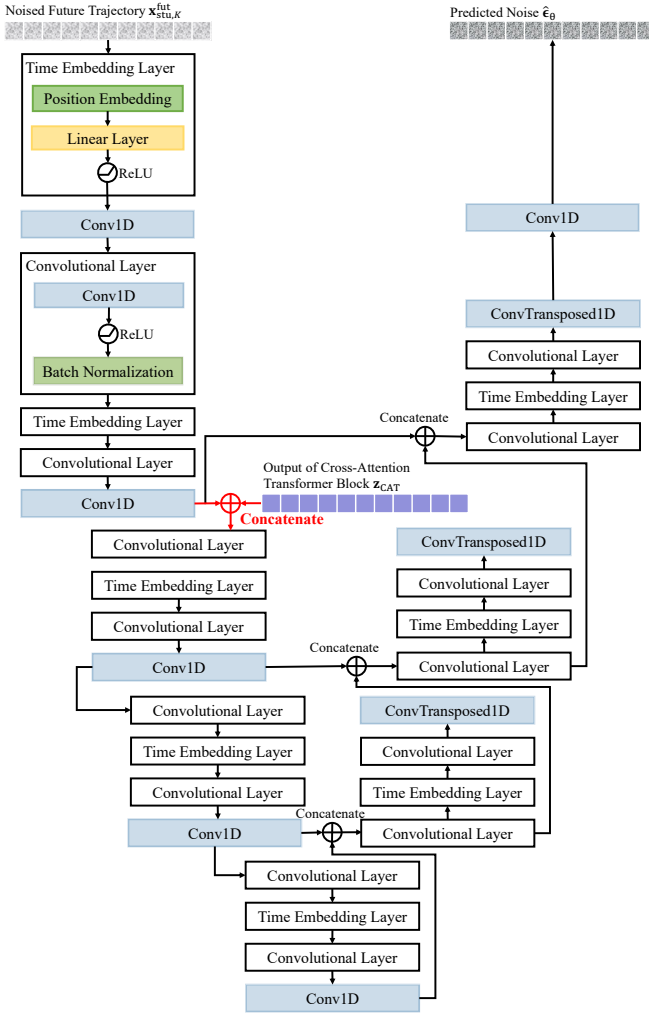 Noised Future Trajectory x^fut_stu,K
Time Embedding Layer
Position Embedding
Linear Layer
ReLU
Conv1D
Convolutional Layer
Conv1D
ReLU
Batch Normalization
Time Embedding Layer
Convolutional Layer
Conv1D
Output of Cross-Attention
Transformer Block z_CAT
Concatenate
Convolutional Layer
Time Embedding Layer
Convolutional Layer
Conv1D
Convolutional Layer
Time Embedding Layer
Convolutional Layer
Conv1D
Convolutional Layer
Time Embedding Layer
Convolutional Layer
Conv1D
Concatenate
Convolutional Layer
Time Embedding Layer
Convolutional Layer
ConvTransposed1D
Concatenate
Convolutional Layer
Time Embedding Layer
Convolutional Layer
ConvTransposed1D
Concatenate
Convolutional Layer
Time Embedding Layer
Convolutional Layer
ConvTransposed1D
Conv1D
Predicted Noise ϵ̂_θ